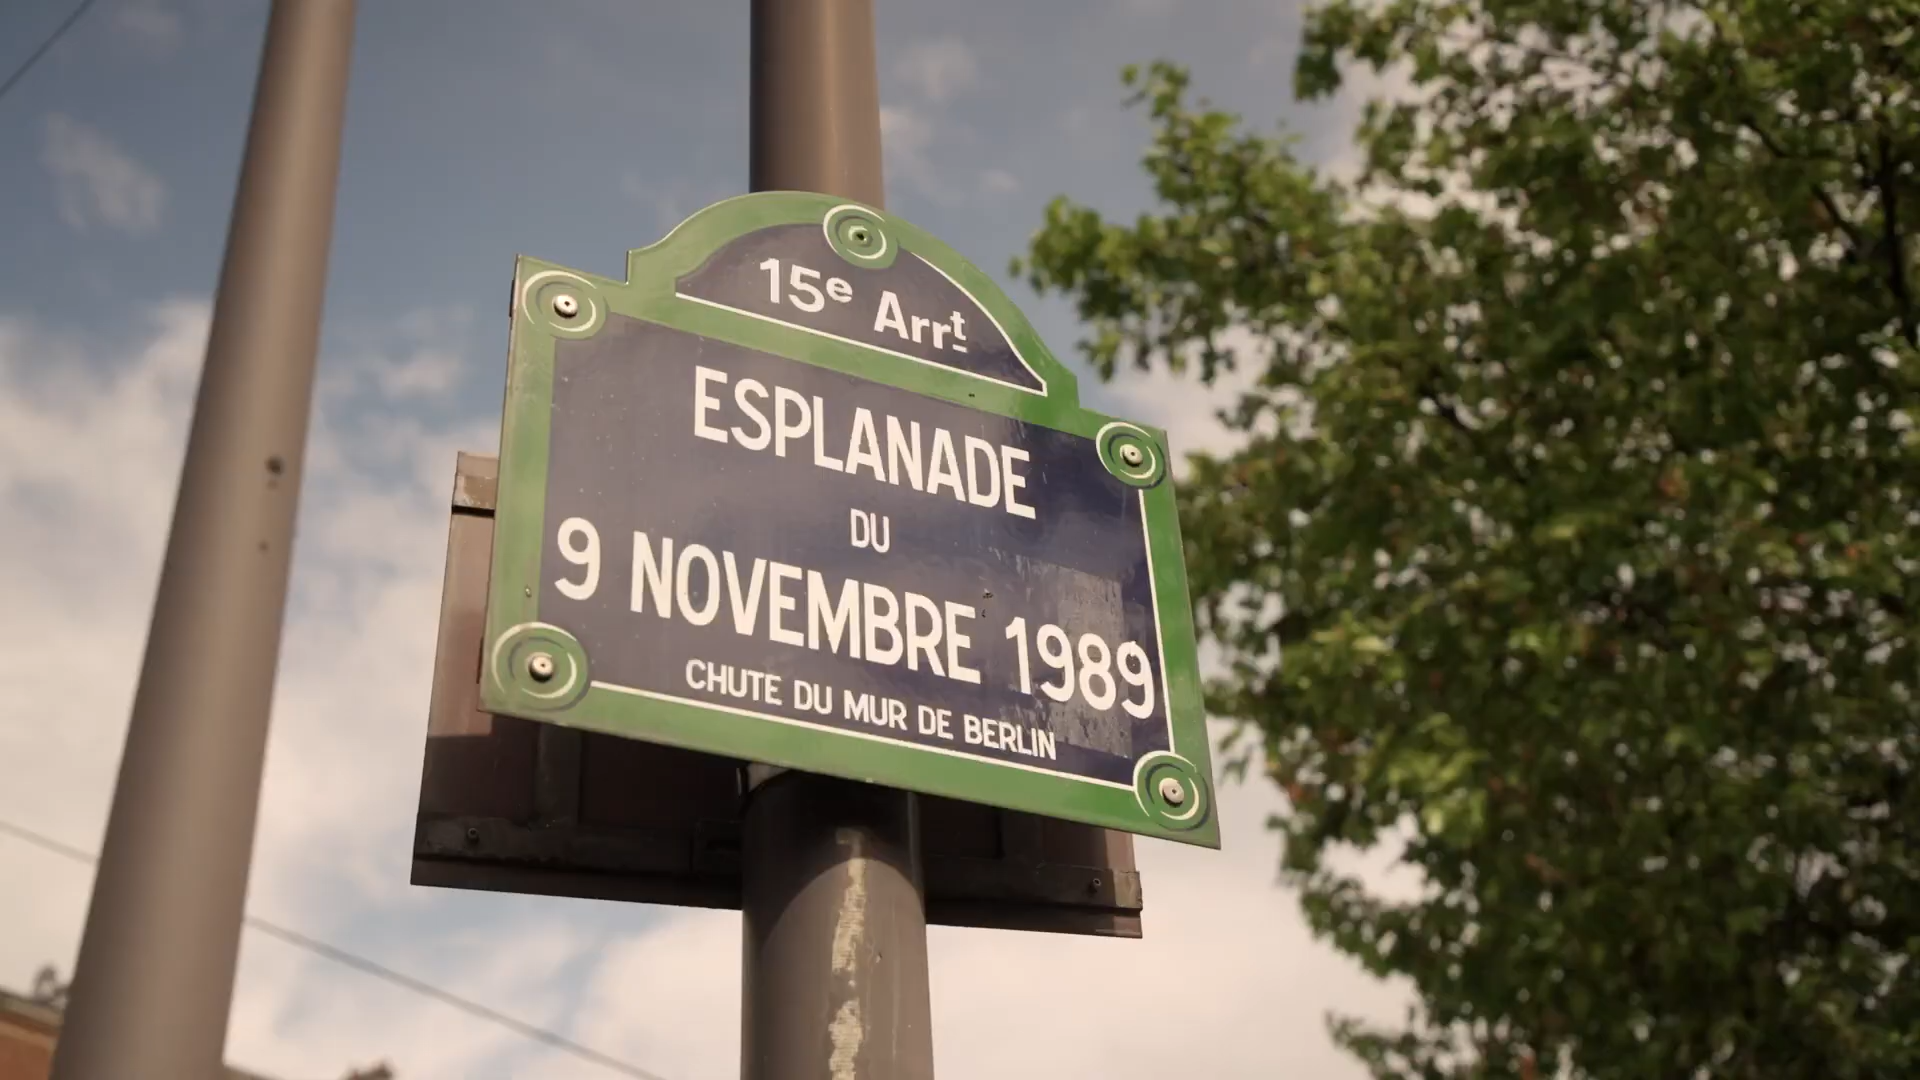 15e Arrt
ESPLANADE
DU
9 NOVEMBRE 1989
CHUTE DU MUR DE BERLIN